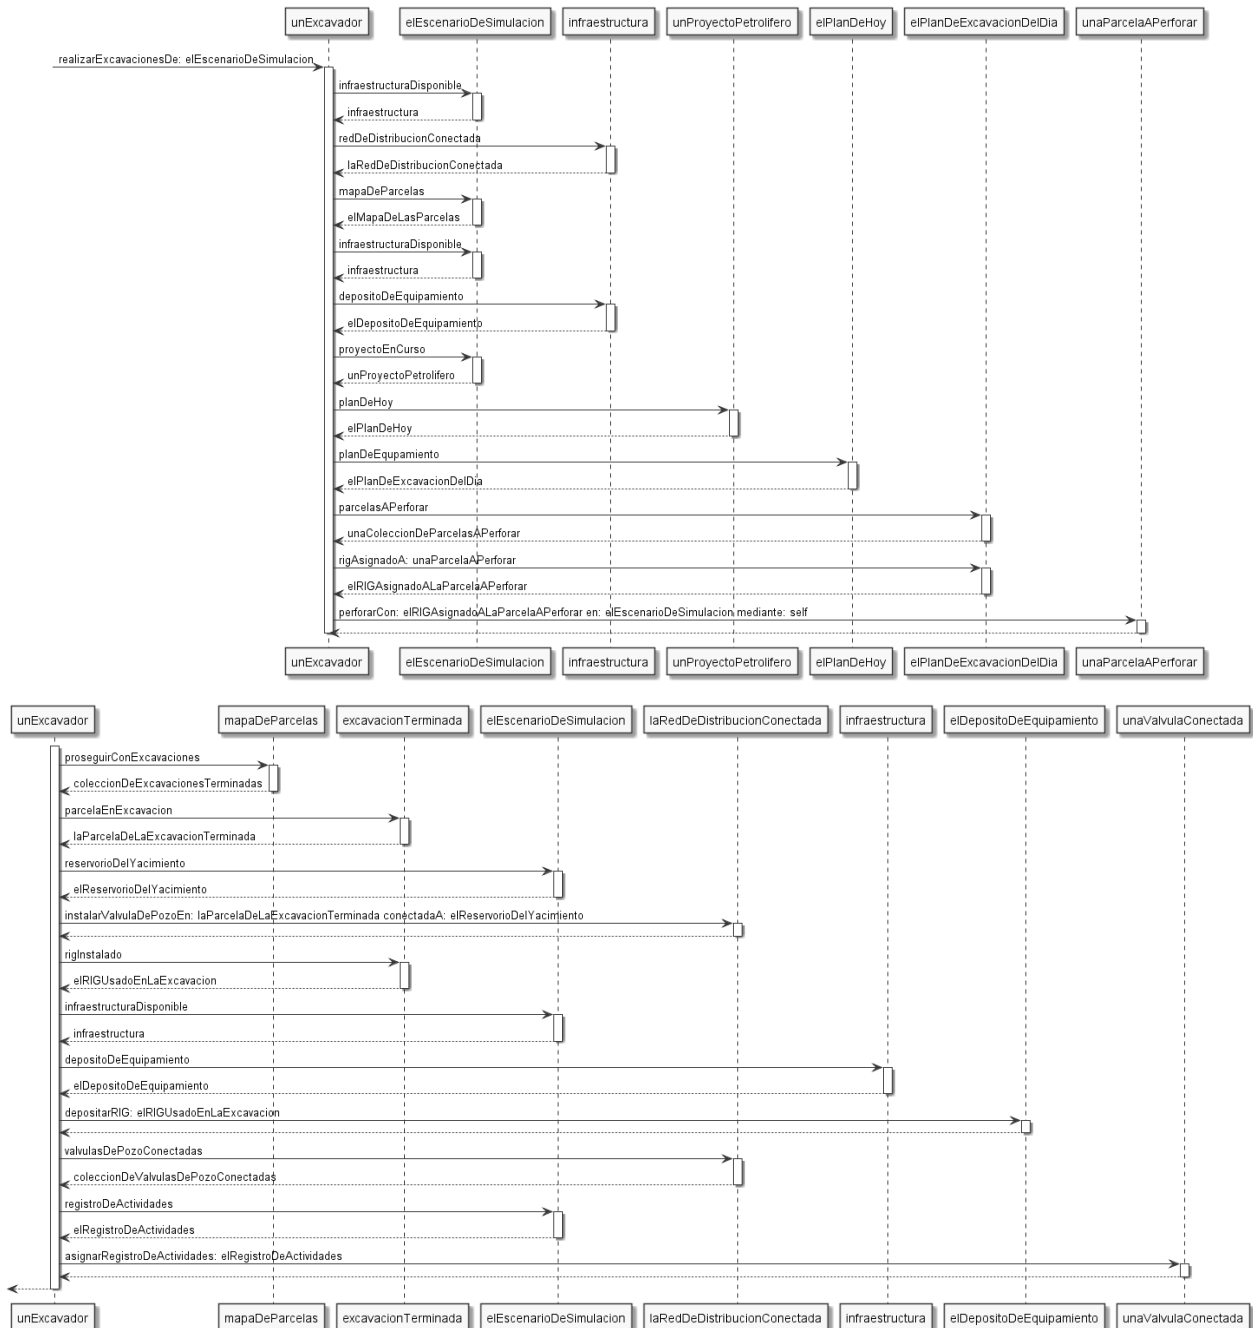 unExcavador elEscenarioDeSimulacion infraestructura unProyectoPetrolifero elPlanDeHoy elPlanDeExcavacionDelDia unaParcelaAPerforar
realizarExcavacionesDe: elEscenarioDeSimulacion
infraestructuraDisponible
infraestructura
redDeDistribucionConectada
laRedDeDistribucionConectada
mapaDeParcelas
elMapaDeLasParcelas
infraestructuraDisponible
infraestructura
depositoDeEquipamiento
elDepositoDeEquipamiento
proyectoEnCurso
unProyectoPetrolifero
planDeHoy
elPlanDeHoy
planDeEqupamiento
elPlanDeExcavacionDelDia
parcelasAPerforar
unaColeccionDeParcelasAPerforar
rigAsignadoA: unaParcelaAPerforar
elRIGAsignadoALaParcelaAPerforar
perforarCon: elRIGAsignadoALaParcelaAPerforar en: elEscenarioDeSimulacion mediante: self
unExcavador elEscenarioDeSimulacion infraestructura unProyectoPetrolifero elPlanDeHoy elPlanDeExcavacionDelDia unaParcelaAPerforar
unExcavador mapaDeParcelas excavacionTerminada elEscenarioDeSimulacion laRedDeDistribucionConectada infraestructura elDepositoDeEquipamiento unaValvulaConectada
proseguirConExcavaciones
coleccionDeExcavacionesTerminadas
parcelaEnExcavacion
laParcelaDeLaExcavacionTerminada
reservorioDelYacimiento
elReservorioDelYacimiento
instalarValvulaDePozoEn: laParcelaDeLaExcavacionTerminada conectadaA: elReservorioDelYacimiento
rigInstalado
elRIGUsadoEnLaExcavacion
infraestructuraDisponible
infraestructura
depositoDeEquipamiento
elDepositoDeEquipamiento
depositarRIG: elRIGUsadoEnLaExcavacion
valvulasDePozoConectadas
coleccionDeValvulasDePozoConectadas
registroDeActividades
elRegistroDeActividades
asignarRegistroDeActividades: elRegistroDeActividades
unExcavador mapaDeParcelas excavacionTerminada elEscenarioDeSimulacion laRedDeDistribucionConectada infraestructura elDepositoDeEquipamiento unaValvulaConectada